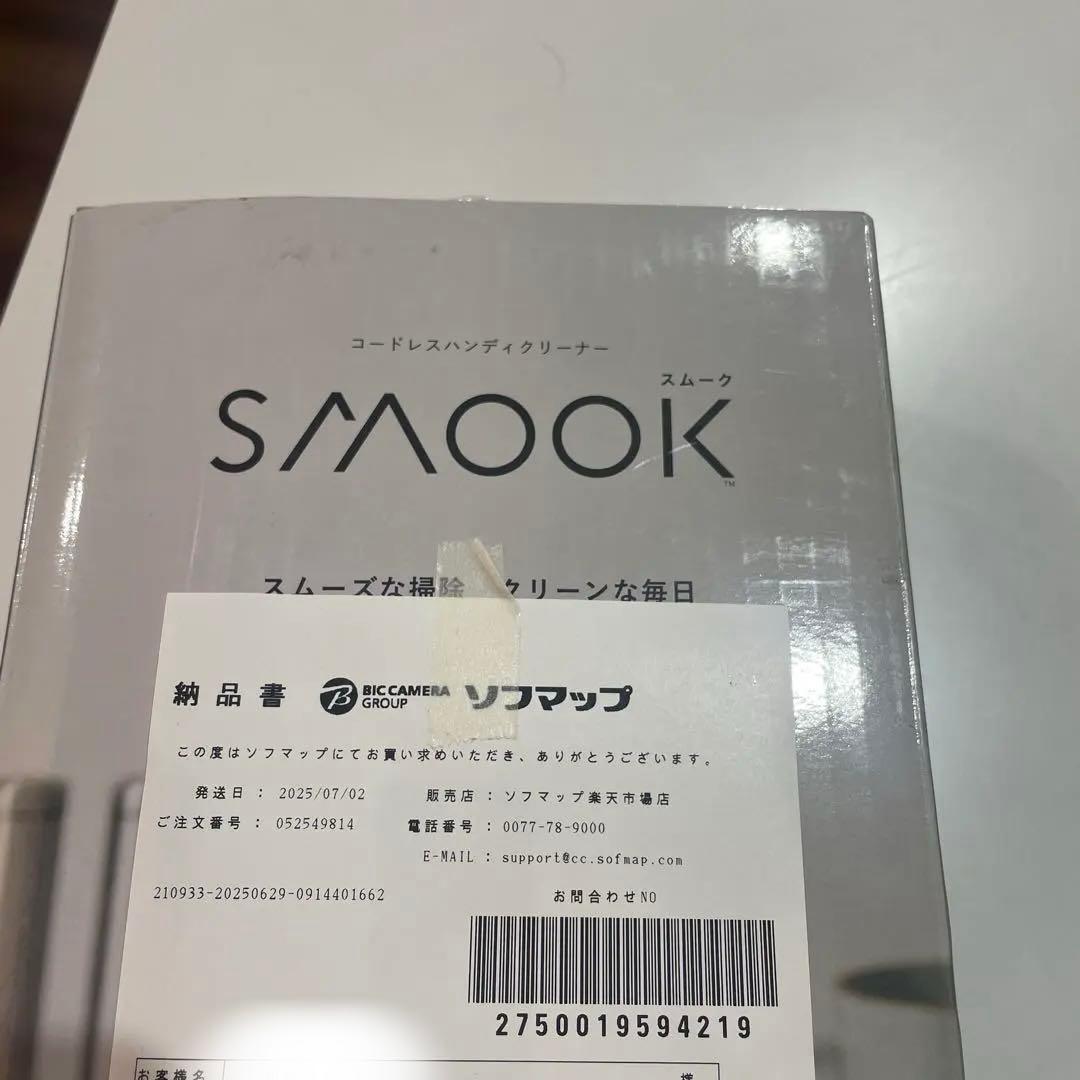 コードレスハンディクリーナー
スムーク
SMOOK
TM
スムーズな掃除 クリーンな毎日
納品書 BIC CAMERA GROUP ソフマップ
この度はソフマップにてお買い求めいただき、ありがとうございます。
発送日 : 2025/07/02 販売店 : ソフマップ楽天市場店
ご注文番号 : 052549814 電話番号 : 0077-78-9000
E-MAIL : support@cc.sofmap.com
210933-20250629-0914401662 お問合わせNO
2750019594219
お客様名 様